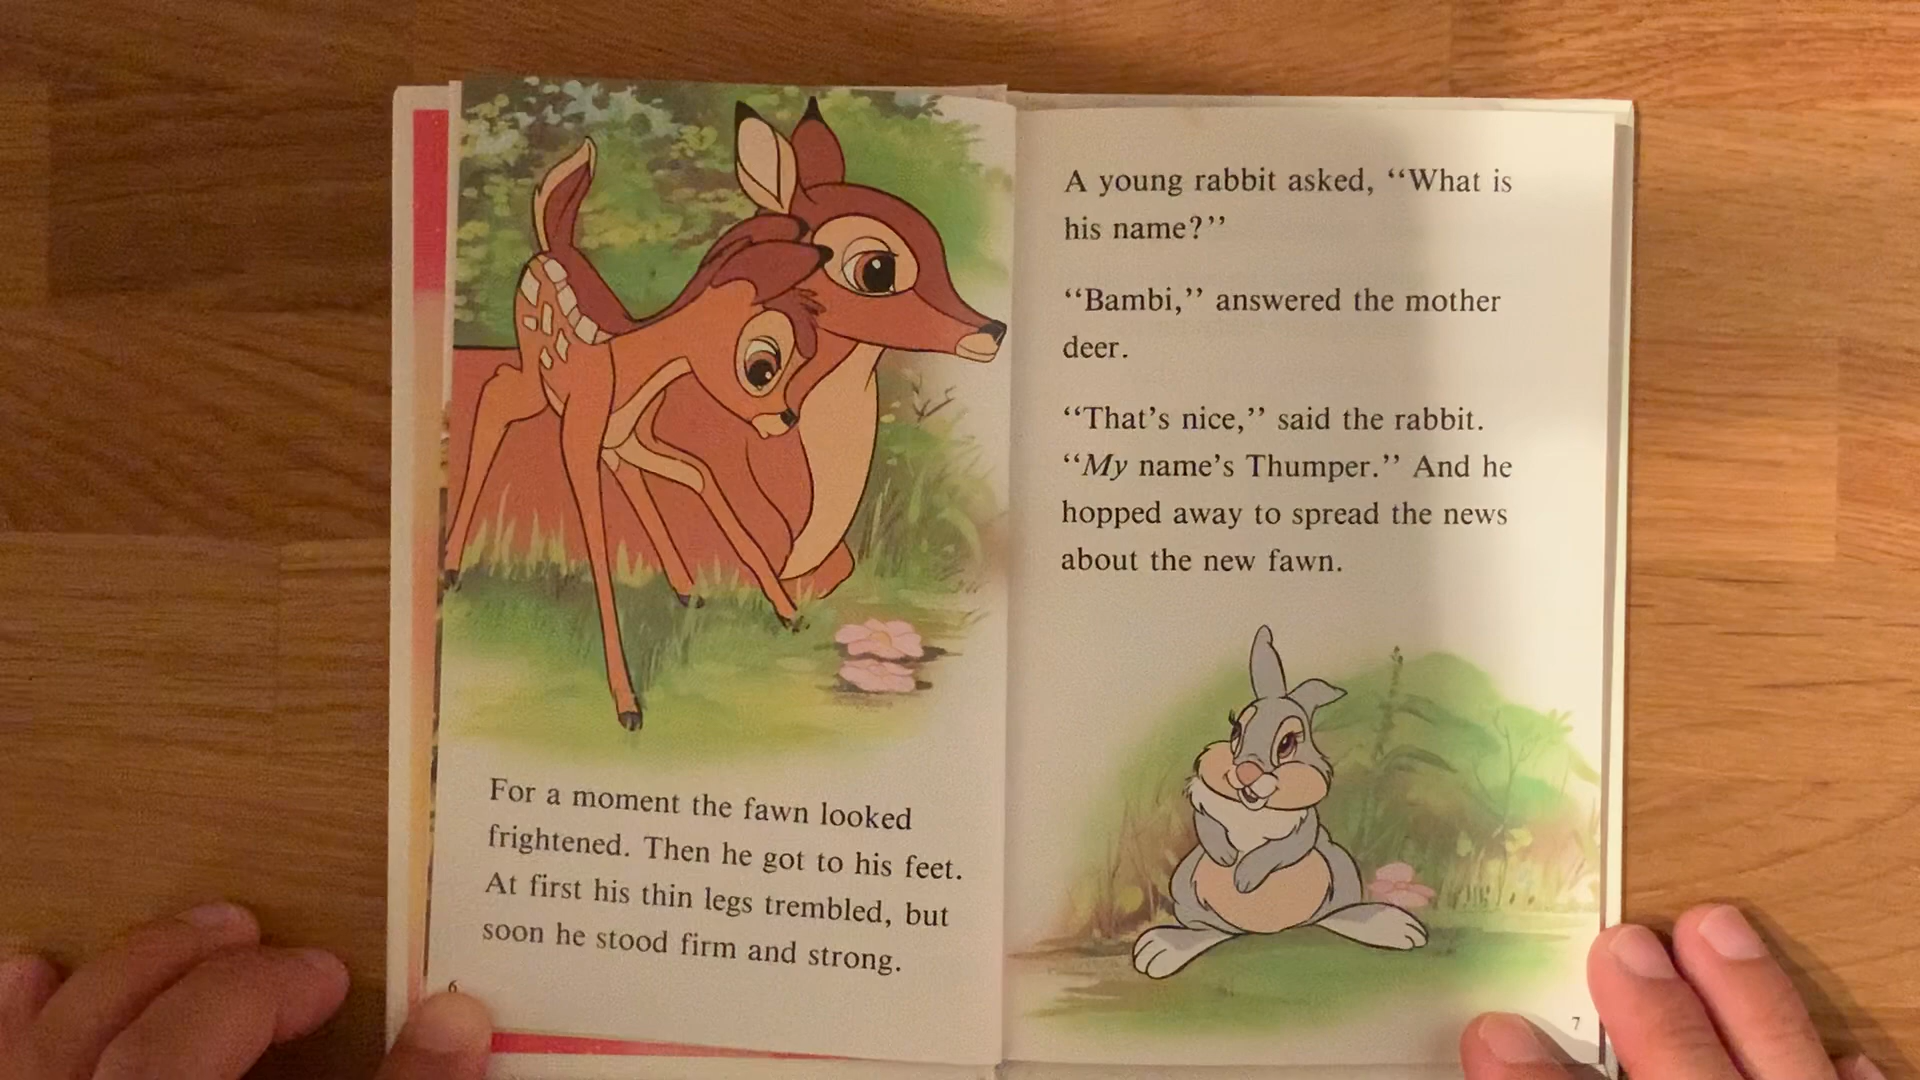 For a moment the fawn looked
frightened. Then he got to his feet.
At first his thin legs trembled, but
soon he stood firm and strong.
6
A young rabbit asked, “What is
his name?”
“Bambi,” answered the mother
deer.
“That’s nice,” said the rabbit.
“My name’s Thumper.” And he
hopped away to spread the news
about the new fawn.
7